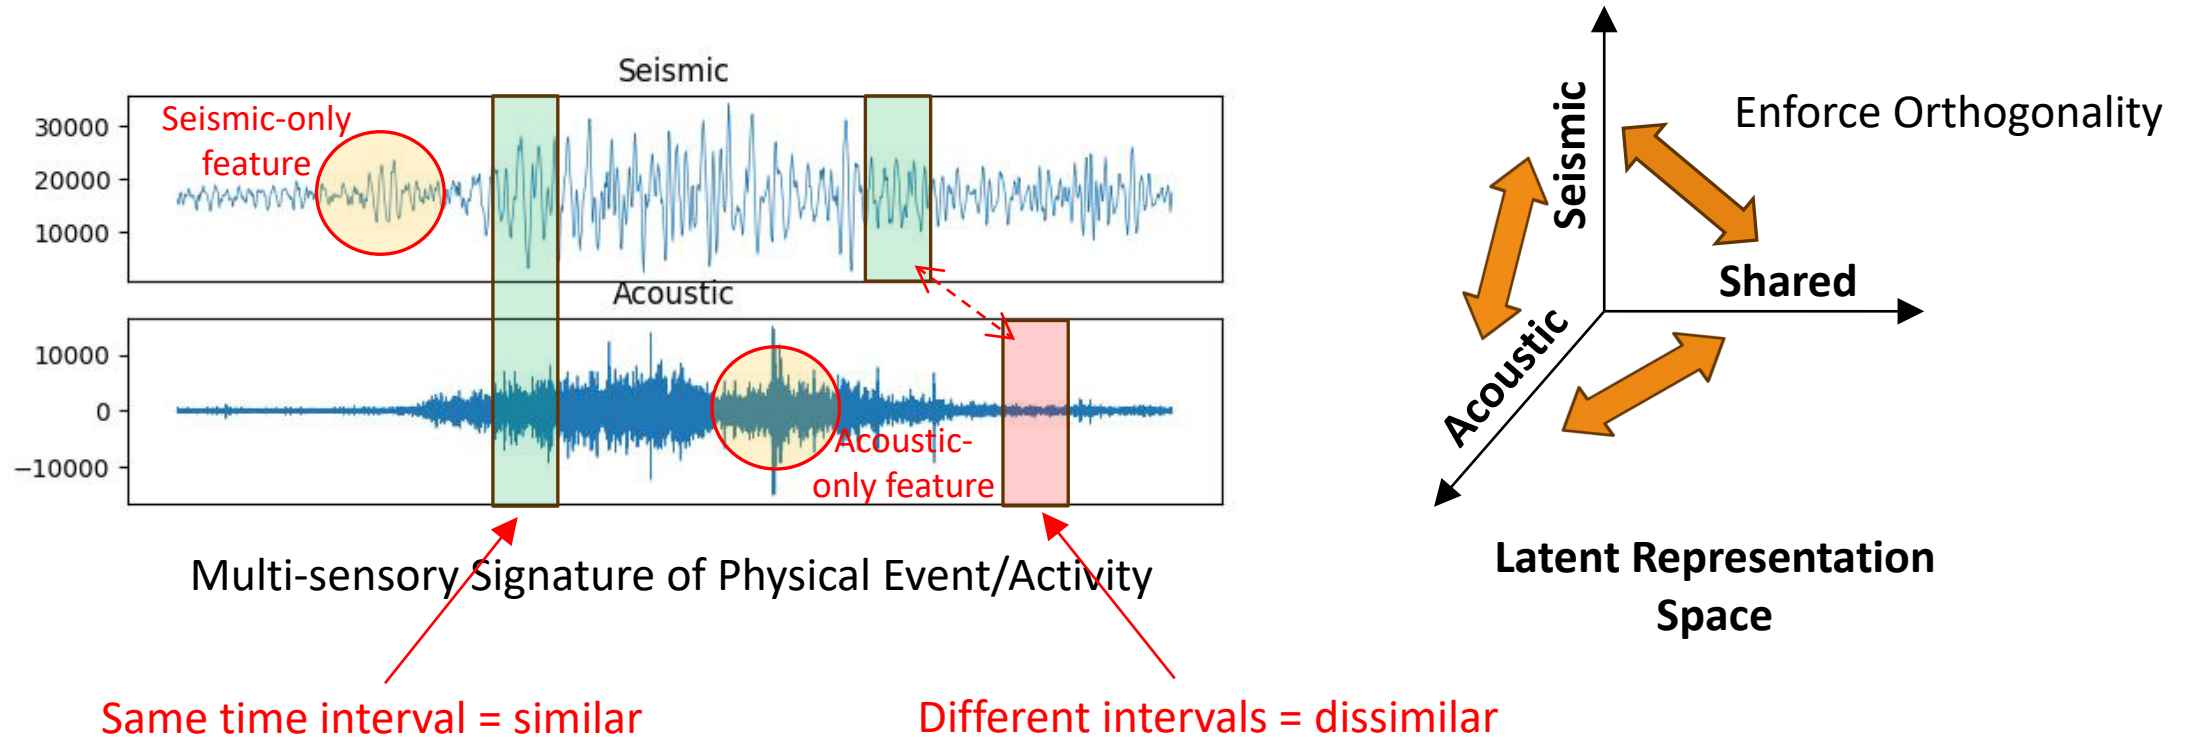 Seismic
Seismic-only
feature
30000
20000
10000
Acoustic
10000
0
−10000
Acoustic-
only feature
Multi-sensory Signature of Physical Event/Activity
Same time interval = similar
Different intervals = dissimilar
Seismic
Enforce Orthogonality
Shared
Acoustic
Latent Representation
Space